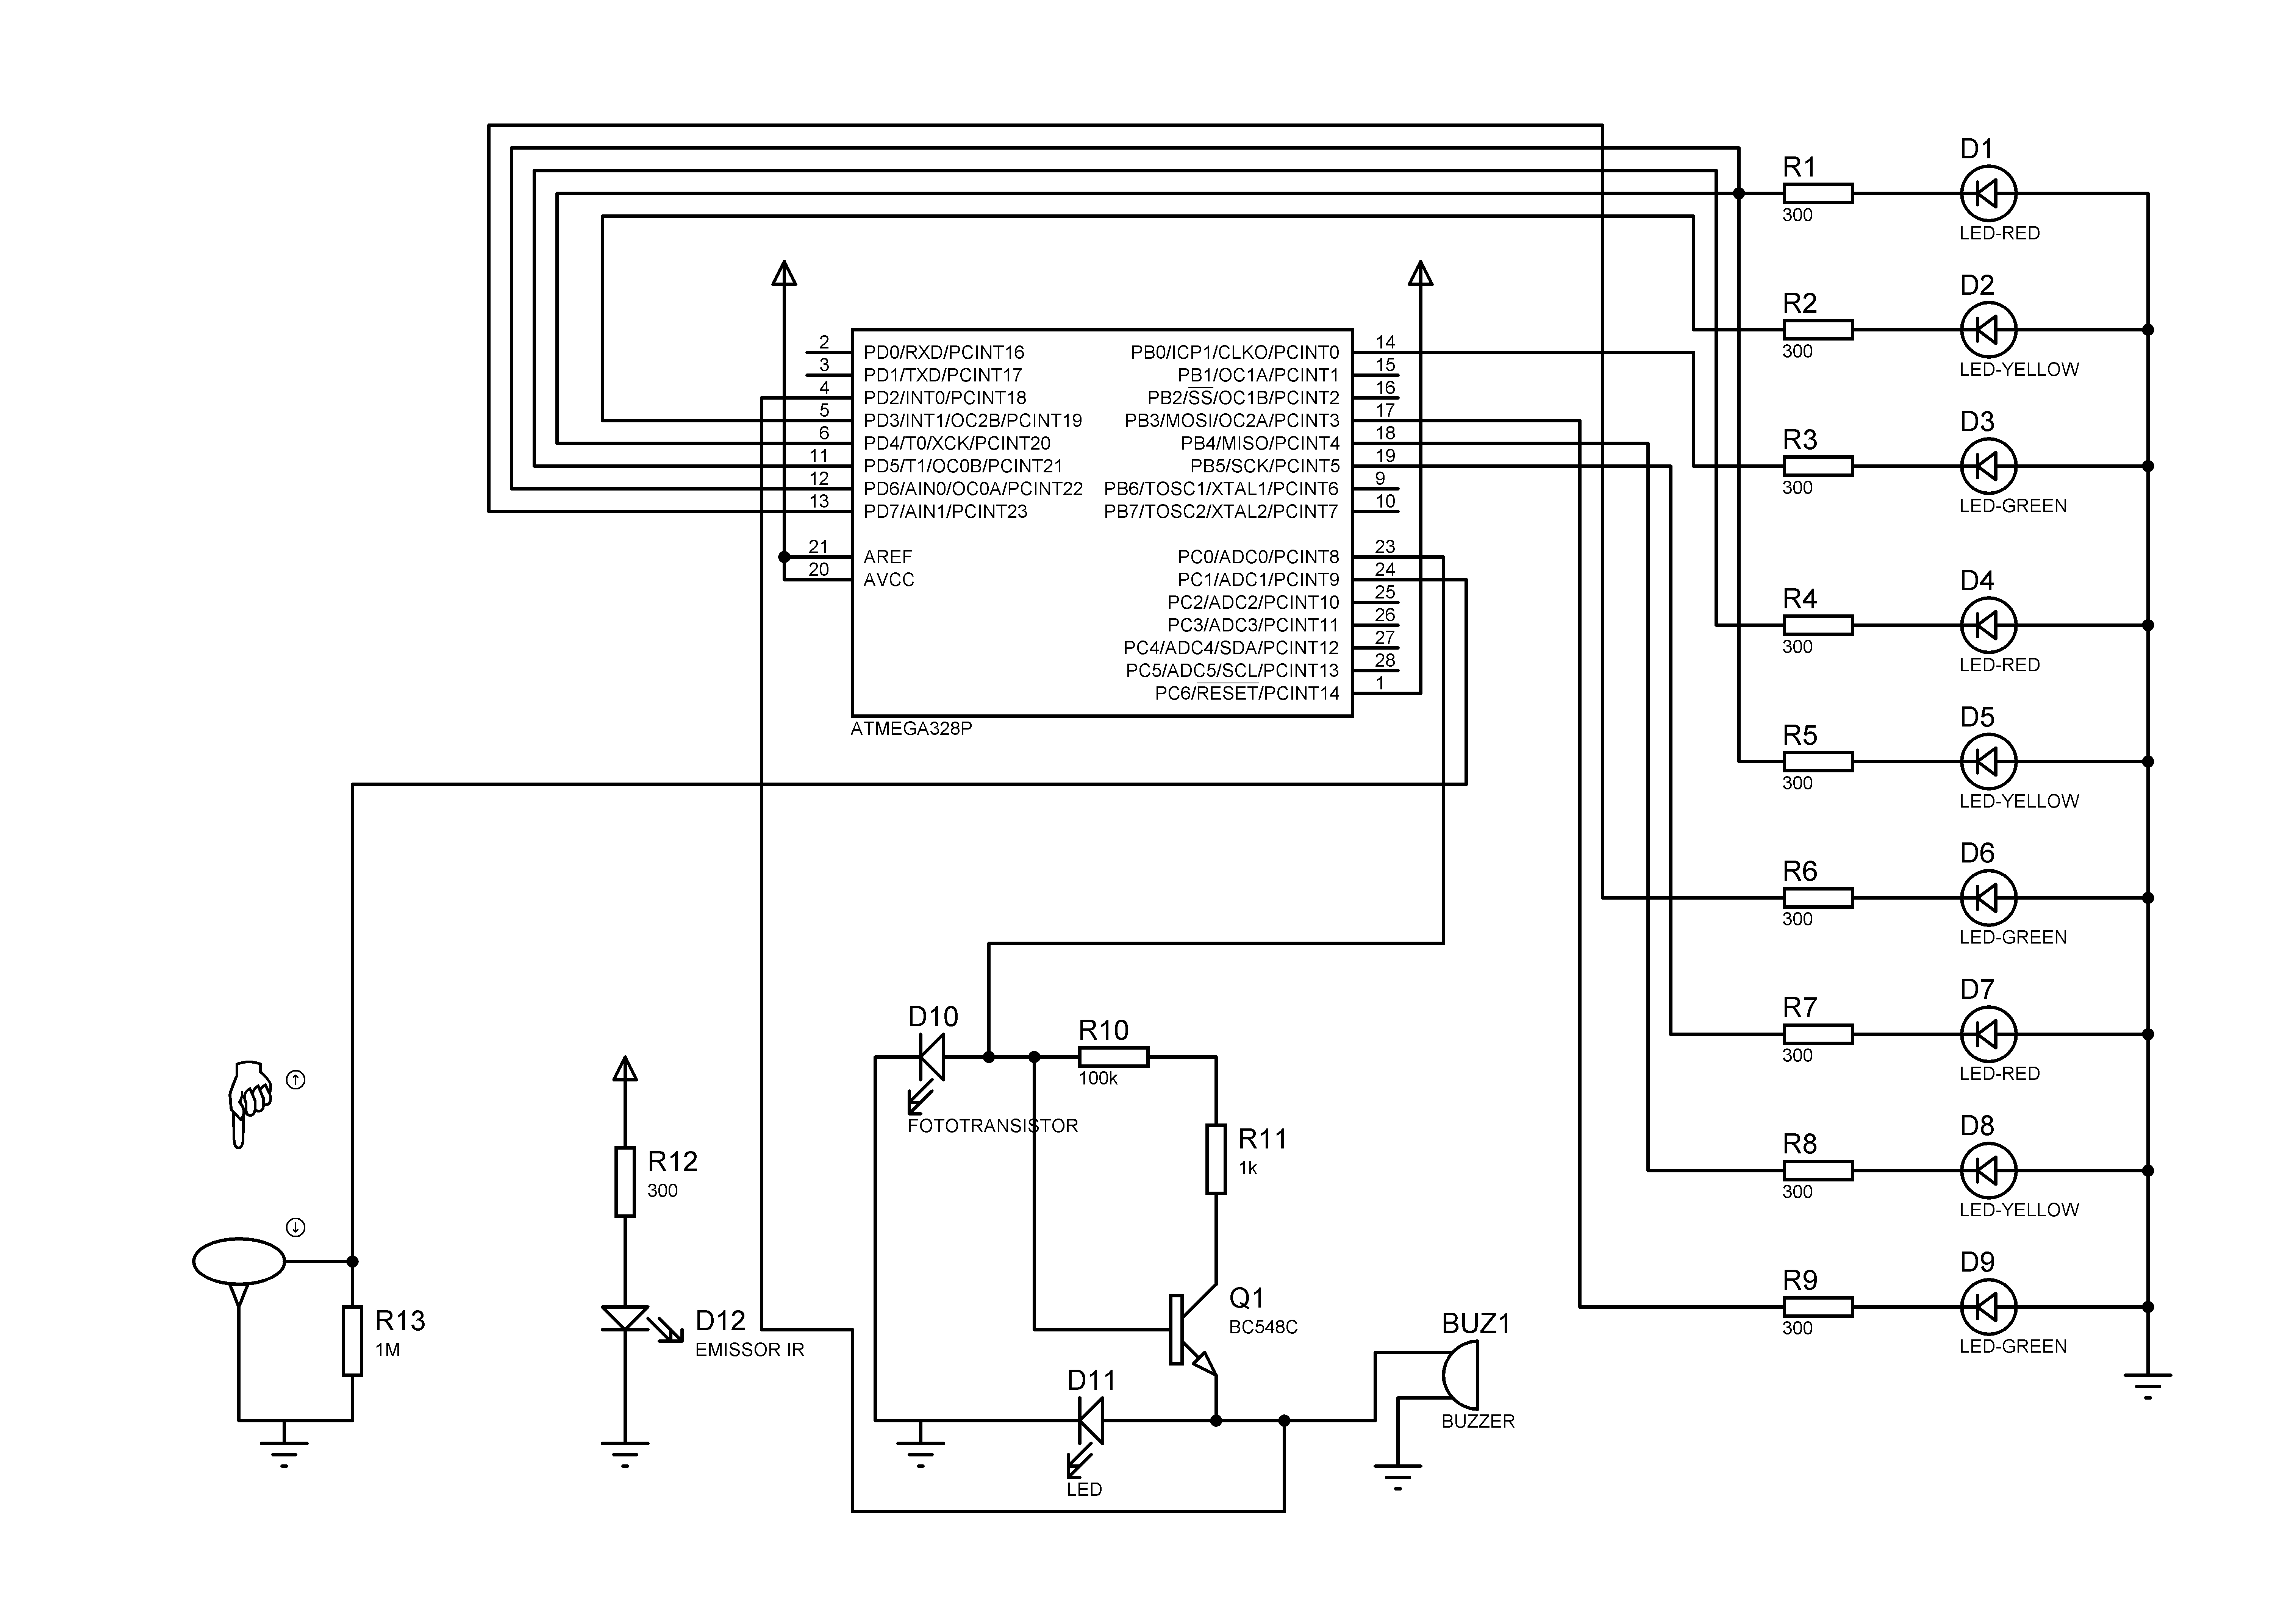 D1
R1
300
LED-RED
D2
R2
300
LED-YELLOW
2 PD0/RXD/PCINT16 PB0/ICP1/CLKO/PCINT0 14
3 PD1/TXD/PCINT17 PB1/OC1A/PCINT1 15
4 PD2/INT0/PCINT18 PB2/SS/OC1B/PCINT2 16
5 PD3/INT1/OC2B/PCINT19 PB3/MOSI/OC2A/PCINT3 17
6 PD4/T0/XCK/PCINT20 PB4/MISO/PCINT4 18
11 PD5/T1/OC0B/PCINT21 PB5/SCK/PCINT5 19
12 PD6/AIN0/OC0A/PCINT22 PB6/TOSC1/XTAL1/PCINT6 9
13 PD7/AIN1/PCINT23 PB7/TOSC2/XTAL2/PCINT7 10
21 AREF PC0/ADC0/PCINT8 23
20 AVCC PC1/ADC1/PCINT9 24
PC2/ADC2/PCINT10 25
PC3/ADC3/PCINT11 26
PC4/ADC4/SDA/PCINT12 27
PC5/ADC5/SCL/PCINT13 28
PC6/RESET/PCINT14 1
ATMEGA328P
D3
R3
300
LED-GREEN
D4
R4
300
LED-RED
D5
R5
300
LED-YELLOW
D6
R6
300
LED-GREEN
D7
R7
300
LED-RED
D8
R8
300
LED-YELLOW
D9
R9
300
LED-GREEN
D10
FOTOTRANSISTOR
R10
100k
R11
1k
R12
300
Q1
BC548C
D12
EMISSOR IR
R13
1M
BUZ1
BUZZER
D11
LED